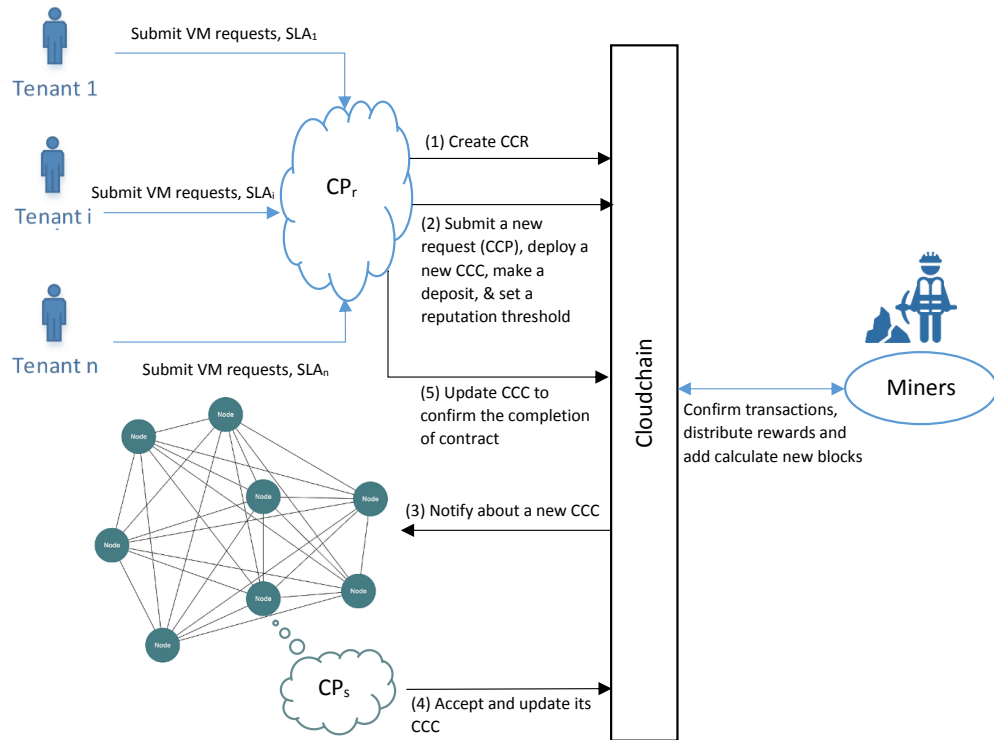 Submit VM requests, SLA1
Tenant 1
(1) Create CCR
CPr
Submit VM requests, SLAi
Tenant i
(2) Submit a new
request (CCP), deploy a
new CCC, make a
deposit, & set a
reputation threshold
Tenant n
Submit VM requests, SLAn
Cloudchain
Miners
(5) Update CCC to
confirm the completion
of contract
Confirm transactions,
distribute rewards and
add calculate new blocks
Node
Node
Node
Node
Node
Node
Node
Node
(3) Notify about a new CCC
CPs
(4) Accept and update its
CCC